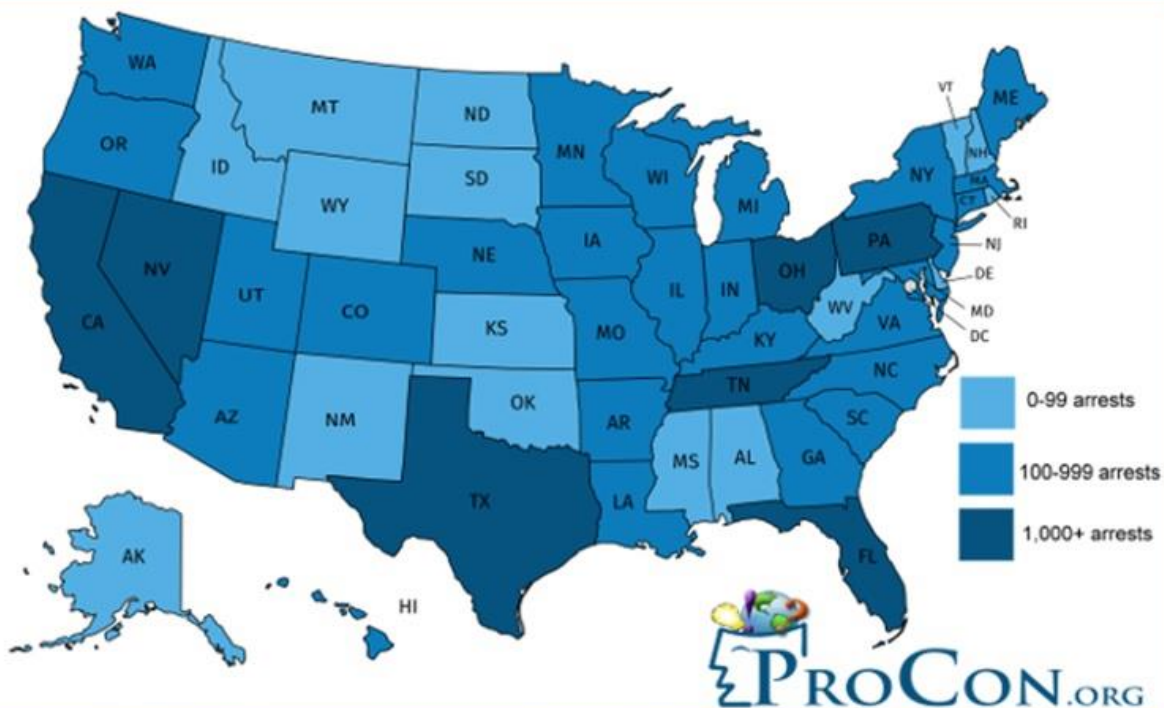 WA
MT
ND
MN
VT
ME
OR
ID
SD
WI
MI
NY
NH
MA
CT
RI
WY
NE
IA
PA
NJ
NV
UT
CO
IL
IN
OH
DE
WV
MD
CA
KS
MO
KY
VA
DC
AZ
NM
OK
AR
TN
NC
SC
MS
AL
GA
TX
LA
FL
AK
HI
0-99 arrests
100-999 arrests
1,000+ arrests
PROCON.ORG